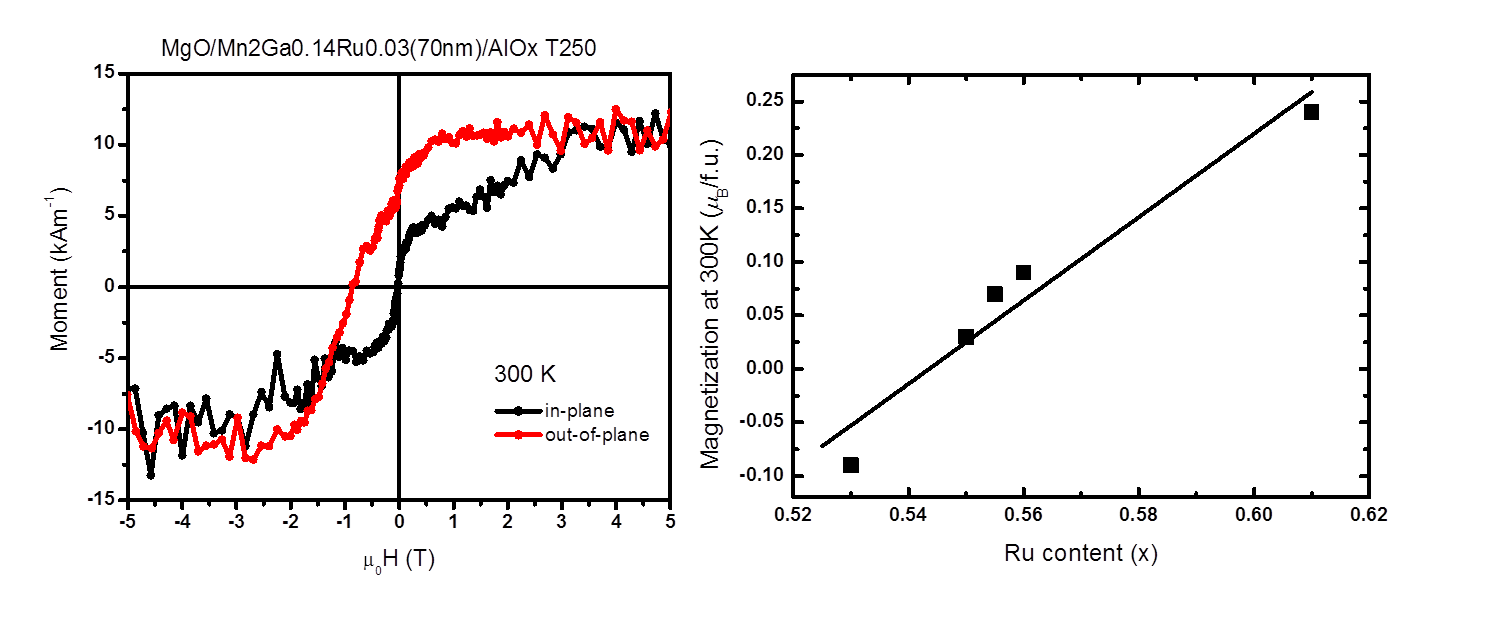 MgO/Mn2Ga0.14Ru0.03(70nm)/AlOx T250
15
10
5
0
-5
-10
-15
Moment (kAm⁻¹)
300 K
in-plane
out-of-plane
-5 -4 -3 -2 -1 0 1 2 3 4 5
μ₀H (T)
0.25
0.20
0.15
0.10
0.05
0.00
-0.05
-0.10
Magnetization at 300K (μB/f.u.)
0.52 0.54 0.56 0.58 0.60 0.62
Ru content (x)